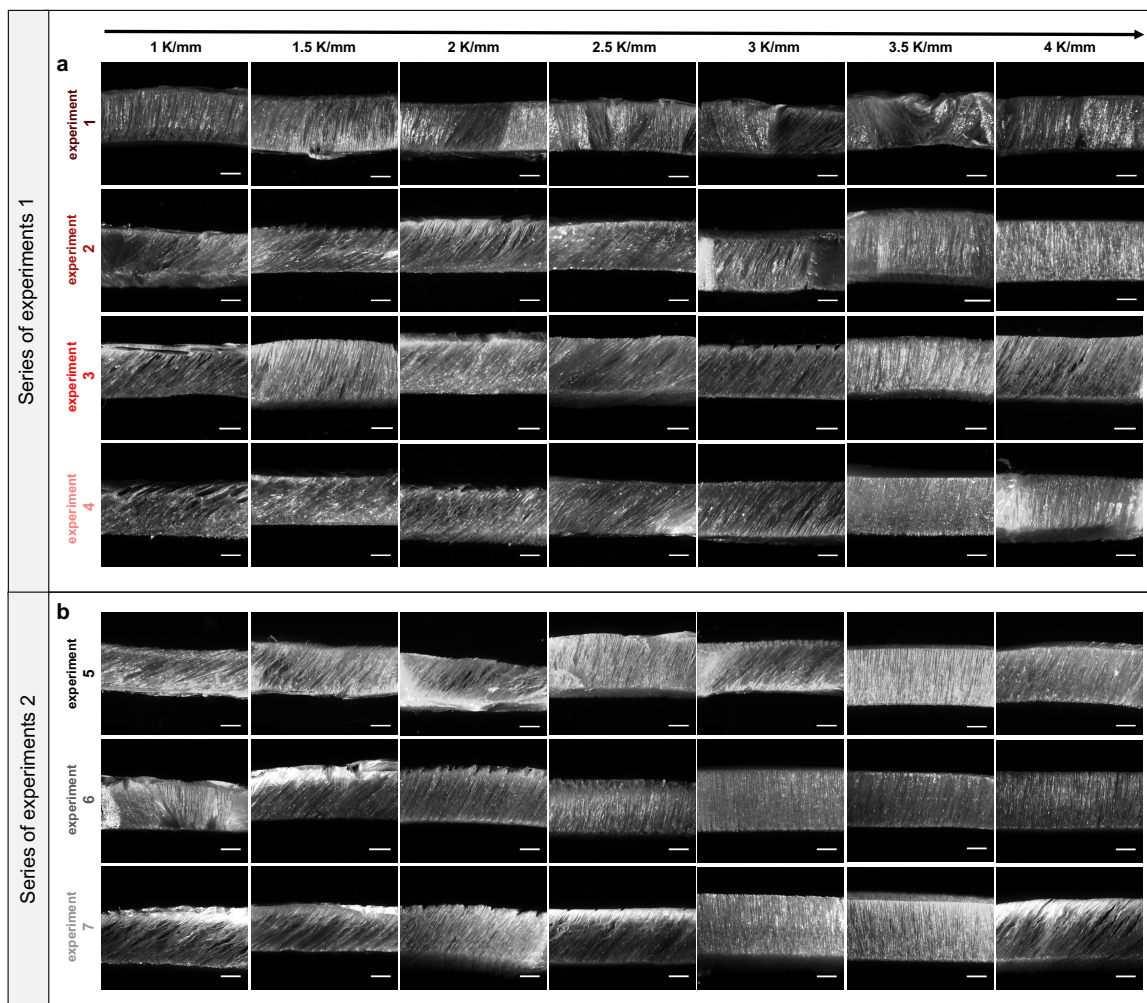 Series of experiments 1
1 K/mm 1.5 K/mm 2 K/mm 2.5 K/mm 3 K/mm 3.5 K/mm 4 K/mm
a
experiment
1
experiment
2
experiment
3
experiment
4
Series of experiments 2
b
experiment
5
experiment
6
experiment
7